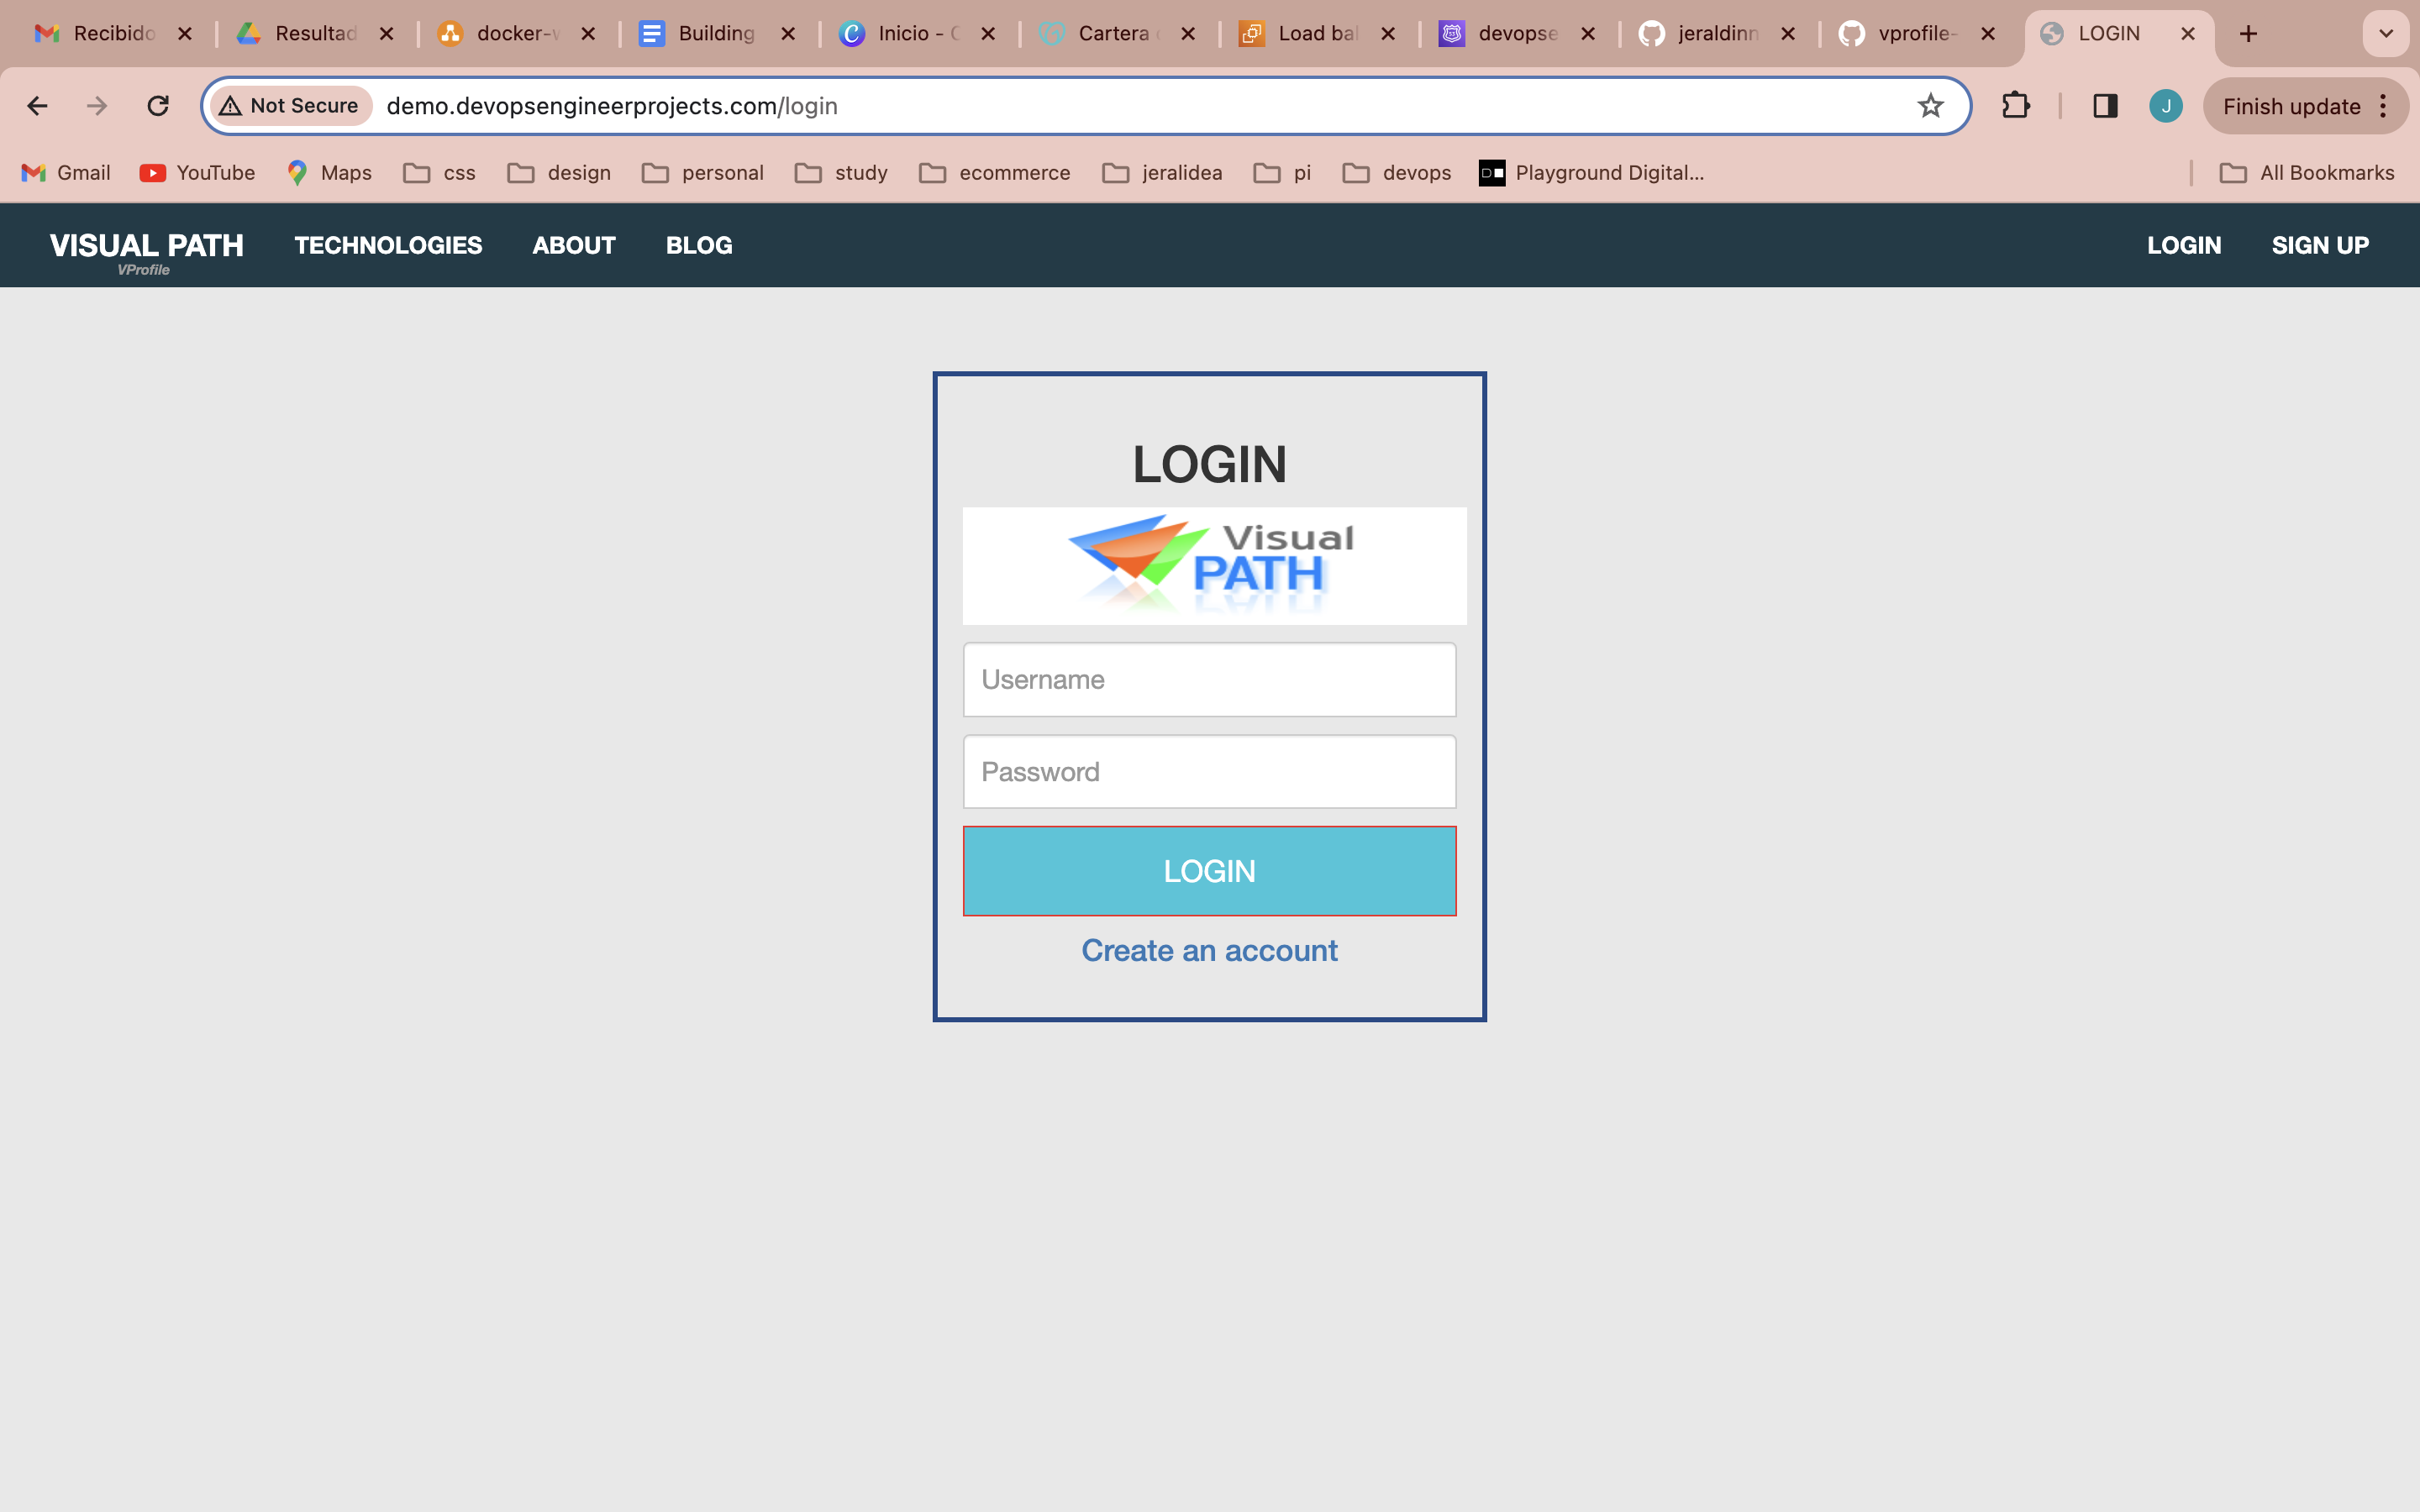 Recibido Resultad docker-w Building Inicio - C Cartera Load bal devopse jeraldinn vprofile- LOGIN
Not Secure demo.devopsengineerprojects.com/login J Finish update
Gmail YouTube Maps css design personal study ecommerce jeralidea pi devops Playground Digital... All Bookmarks
VISUAL PATH TECHNOLOGIES ABOUT BLOG LOGIN SIGN UP
VProfile
LOGIN
Visual
PATH
Username
Password
LOGIN
Create an account